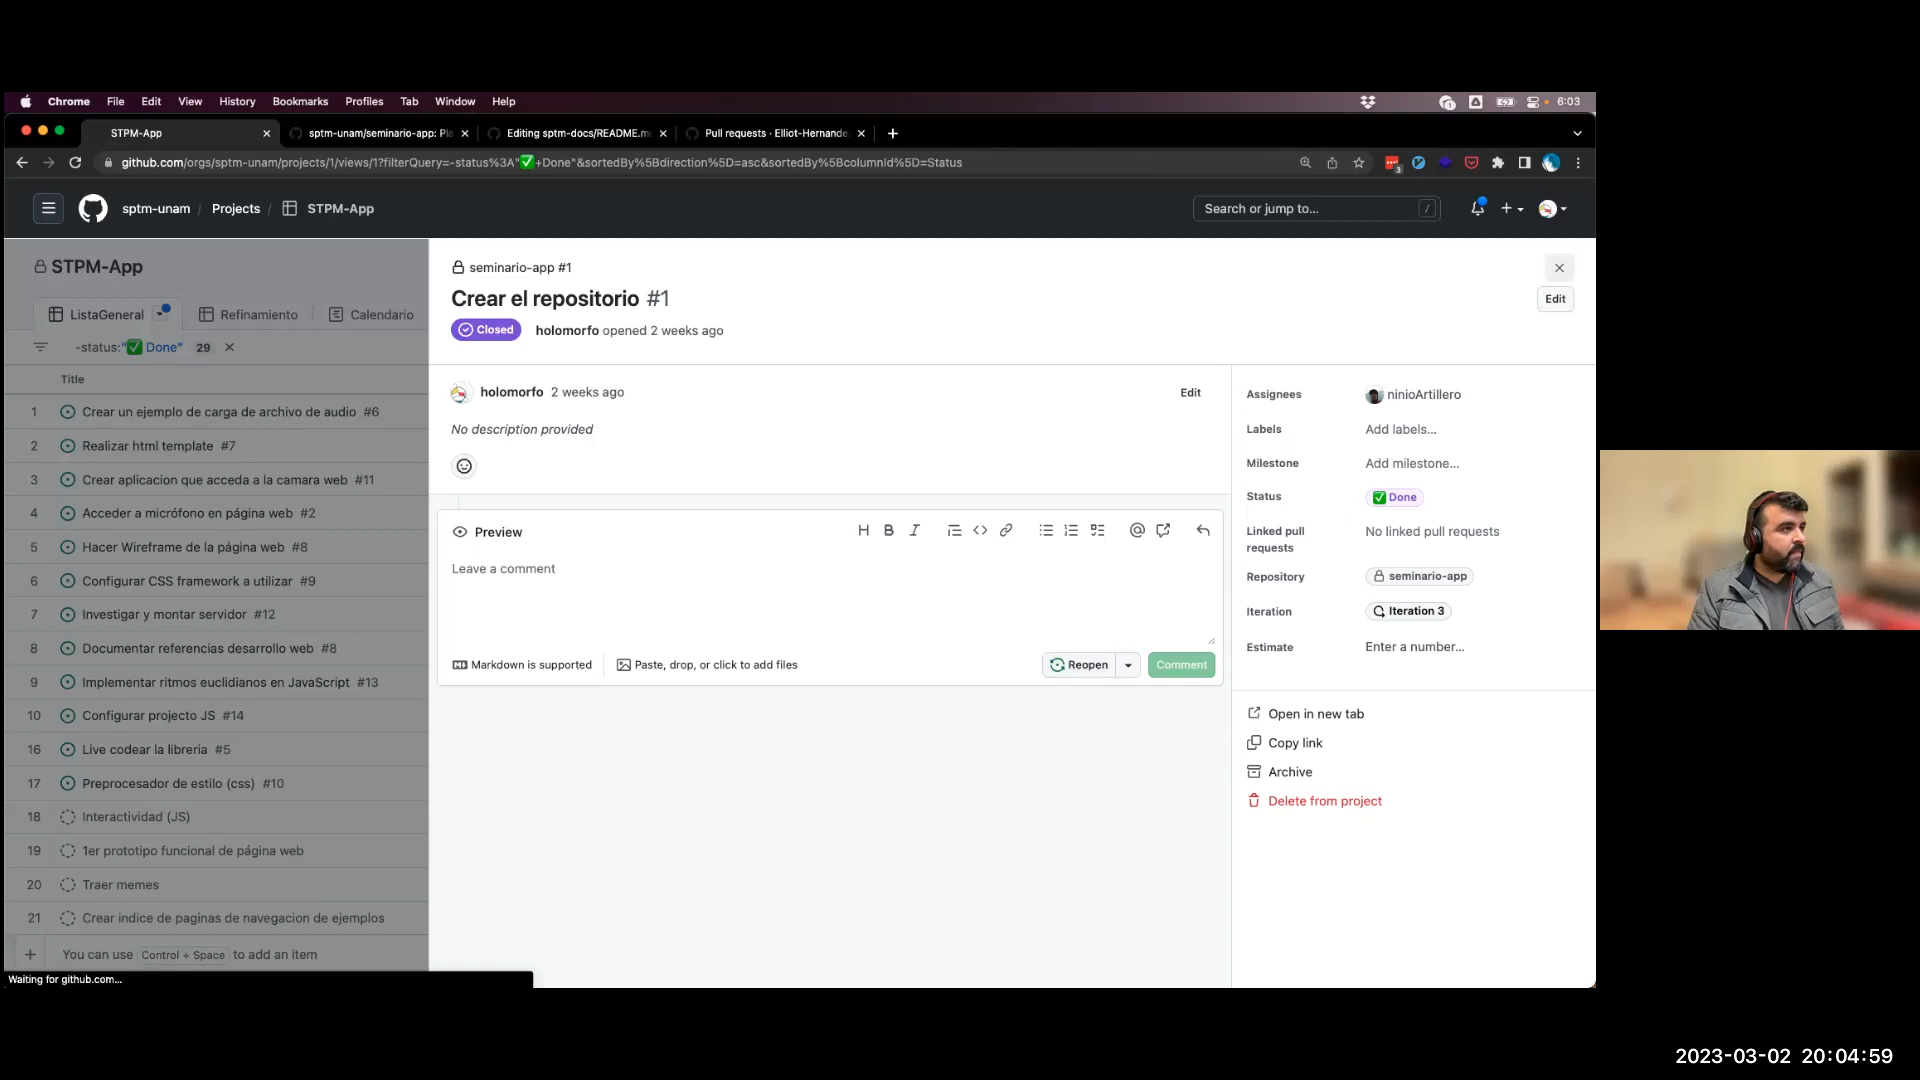 Chrome File Edit View History Bookmarks Profiles Tab Window Help 6:03
STPM-App
sptm-unam/seminario-app: Pla
Editing sptm-docs/README.m
Pull requests · Elliot-Hernande
github.com/orgs/sptm-unam/projects/1/views/1?filterQuery=-status%3A"✅+Done"&sortedBy%5Bdirection%5D=asc&sortedBy%5BcolumnId%5D=Status
sptm-unam / Projects / STPM-App
Search or jump to... /
STPM-App
ListaGeneral Refinamiento Calendario
-status:"✅ Done" 29
Title
1 Crear un ejemplo de carga de archivo de audio #6
2 Realizar html template #7
3 Crear aplicacion que acceda a la camara web #11
4 Acceder a micrófono en página web #2
5 Hacer Wireframe de la página web #8
6 Configurar CSS framework a utilizar #9
7 Investigar y montar servidor #12
8 Documentar referencias desarrollo web #8
9 Implementar ritmos euclidianos en JavaScript #13
10 Configurar projecto JS #14
16 Live codear la libreria #5
17 Preprocesador de estilo (css) #10
18 Interactividad (JS)
19 1er prototipo funcional de página web
20 Traer memes
21 Crear indice de paginas de navegacion de ejemplos
+ You can use Control + Space to add an item
Waiting for github.com...
seminario-app #1
Crear el repositorio #1
Edit
Closed holomorfo opened 2 weeks ago
holomorfo 2 weeks ago
Edit
No description provided
Preview
Leave a comment
Markdown is supported
Paste, drop, or click to add files
Reopen
Comment
Assignees ninioArtillero
Labels Add labels...
Milestone Add milestone...
Status ✅ Done
Linked pull requests No linked pull requests
Repository seminario-app
Iteration Iteration 3
Estimate Enter a number...
Open in new tab
Copy link
Archive
Delete from project
2023-03-02 20:04:59